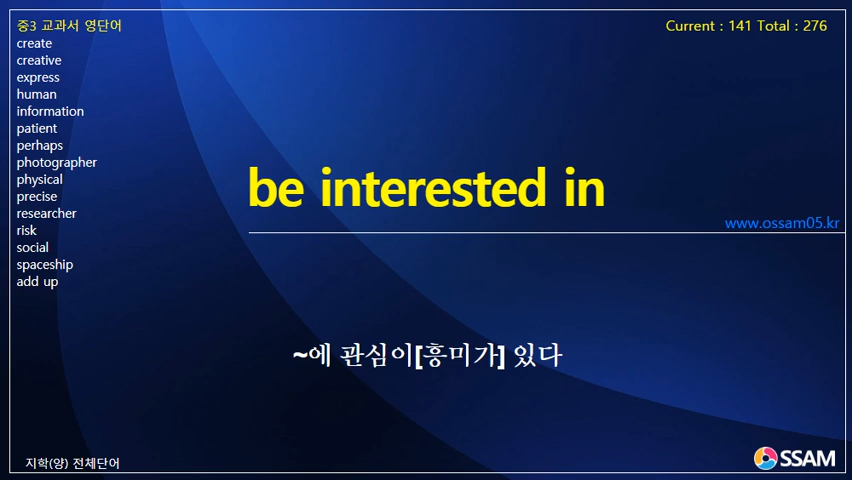 중3 교과서 영단어
Current : 141 Total : 276
create
creative
express
human
information
patient
perhaps
photographer
physical
precise
researcher
risk
social
spaceship
add up
be interested in
www.ossam05.kr
~에 관심이[흥미가] 있다
지학(양) 전체단어
OSSAM